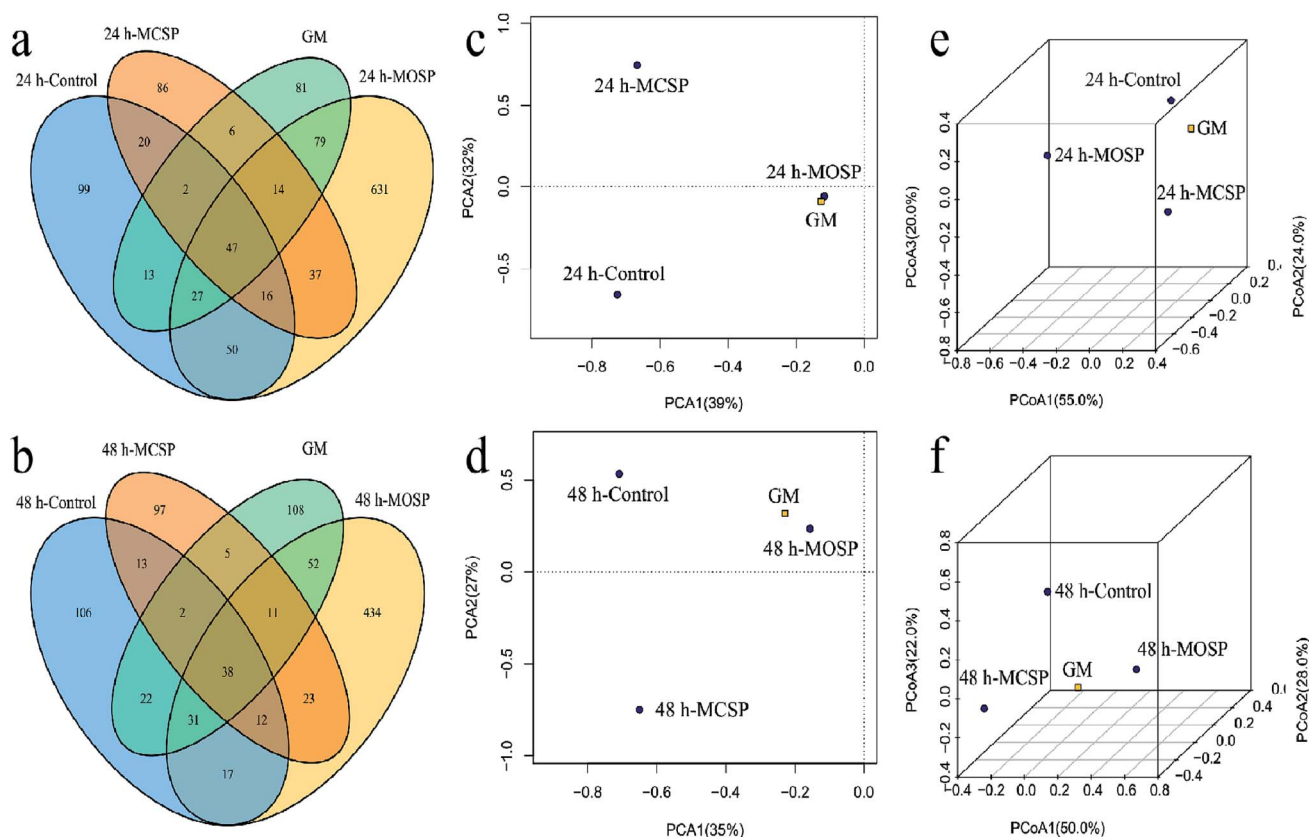 a
24 h-MCSP
GM
24 h-Control
24 h-MOSP
86
81
20
6
79
99
2
14
631
47
13
37
27
16
50
b
48 h-MCSP
GM
48 h-Control
48 h-MOSP
97
108
13
5
52
106
2
11
434
38
22
23
31
12
17
c
1.0
0.5
0.0
−0.5
PCA2(32%)
24 h-MCSP
24 h-MOSP
GM
24 h-Control
−0.8
−0.6
−0.4
−0.2
0.0
PCA1(39%)
d
0.5
0.0
−0.5
−1.0
PCA2(27%)
48 h-Control
GM
48 h-MOSP
48 h-MCSP
−0.8
−0.6
−0.4
−0.2
0.0
PCA1(35%)
e
24 h-Control
GM
24 h-MOSP
24 h-MCSP
0.4
0.2
0.0
−0.2
−0.4
−0.6
−0.8
PCoA3(20.0%)
−0.8 −0.6 −0.4 −0.2 0.0 0.2 0.4
PCoA1(55.0%)
0.2
0.0
−0.2
−0.4
−0.6
PCoA2(24.0%)
f
48 h-Control
48 h-MOSP
48 h-MCSP
GM
0.8
0.6
0.4
0.2
0.0
−0.2
−0.4
PCoA3(22.0%)
−0.4 −0.2 0.0 0.2 0.4 0.6 0.8
PCoA1(50.0%)
0.4
0.2
0.0
−0.2
−0.4
PCoA2(28.0%)